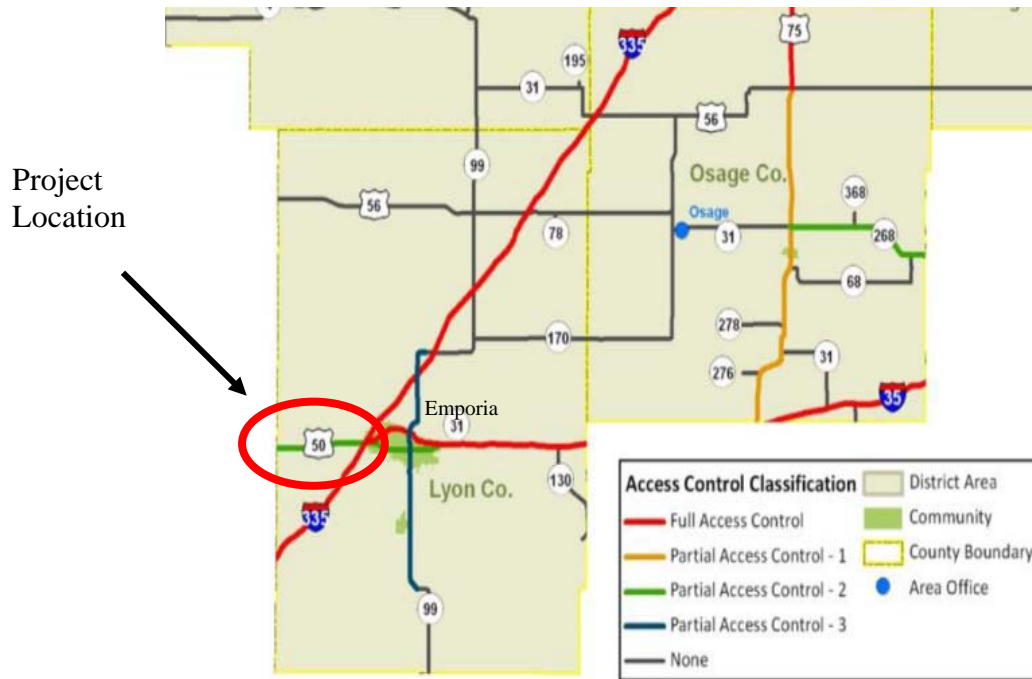 335
75
195
31
56
99
Osage Co.
368
56
Osage
78
31
268
68
278
170
31
276
35
Project
Location
Emporia
50
31
Lyon Co.
130
335
99
Access Control Classification
Full Access Control
Partial Access Control - 1
Partial Access Control - 2
Partial Access Control - 3
None
District Area
Community
County Boundary
Area Office